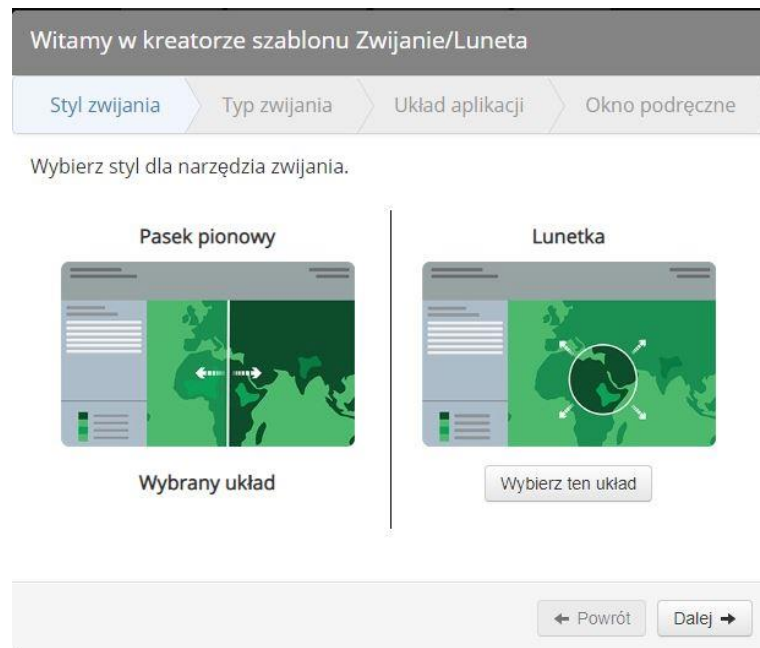 Witamy w kreatorze szablonu Zwijanie/Luneta
Styl zwijania
Typ zwijania
Układ aplikacji
Okno podręczne
Wybierz styl dla narzędzia zwijania.
Pasek pionowy
Lunetka
Wybrany układ
Wybierz ten układ
← Powrót
Dalej →